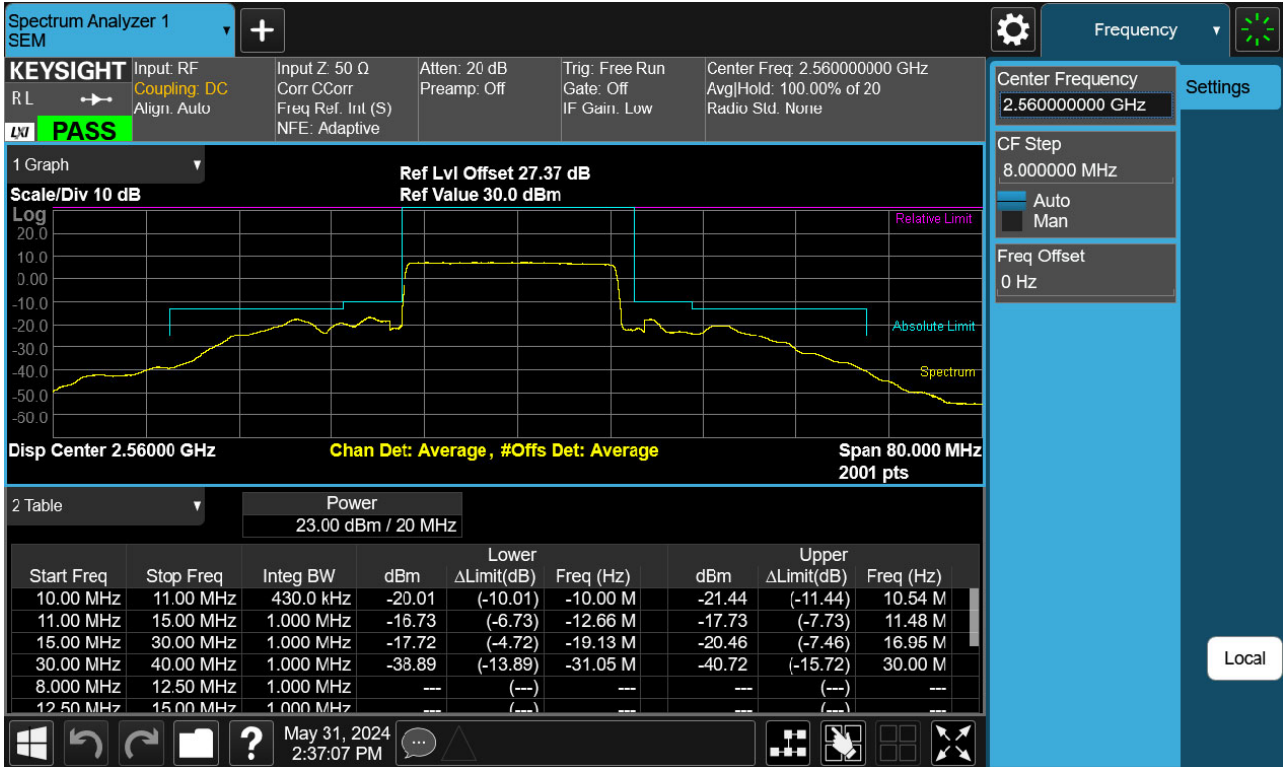 Spectrum Analyzer 1
SEM
Frequency
KEYSIGHT
RL
LXI
PASS
Input: RF
Coupling: DC
Align: Auto
Input Z: 50 Ω
Corr CCorr
Freq Ref: Int (S)
NFE: Adaptive
Atten: 20 dB
Preamp: Off
Trig: Free Run
Gate: Off
IF Gain: Low
Center Freq: 2.560000000 GHz
Avg|Hold: 100.00% of 20
Radio Std: None
Center Frequency
2.560000000 GHz
Settings
CF Step
8.000000 MHz
Auto
Man
Freq Offset
0 Hz
1 Graph
Scale/Div 10 dB
Ref Lvl Offset 27.37 dB
Ref Value 30.0 dBm
Log
20.0
10.0
0.00
-10.0
-20.0
-30.0
-40.0
-50.0
-60.0
Relative Limit
Absolute Limit
Spectrum
Disp Center 2.56000 GHz
Chan Det: Average , #Offs Det: Average
Span 80.000 MHz
2001 pts
2 Table
Power
23.00 dBm / 20 MHz
Lower Upper
Start Freq Stop Freq Integ BW dBm ΔLimit(dB) Freq (Hz) dBm ΔLimit(dB) Freq (Hz)
10.00 MHz 11.00 MHz 430.0 kHz -20.01 (-10.01) -10.00 M -21.44 (-11.44) 10.54 M
11.00 MHz 15.00 MHz 1.000 MHz -16.73 (-6.73) -12.66 M -17.73 (-7.73) 11.48 M
15.00 MHz 30.00 MHz 1.000 MHz -17.72 (-4.72) -19.13 M -20.46 (-7.46) 16.95 M
30.00 MHz 40.00 MHz 1.000 MHz -38.89 (-13.89) -31.05 M -40.72 (-15.72) 30.00 M
8.000 MHz 12.50 MHz 1.000 MHz --- (---) --- --- (---) ---
12.50 MHz 15.00 MHz 1.000 MHz --- (---) --- --- (---) ---
Local
?
May 31, 2024
2:37:07 PM